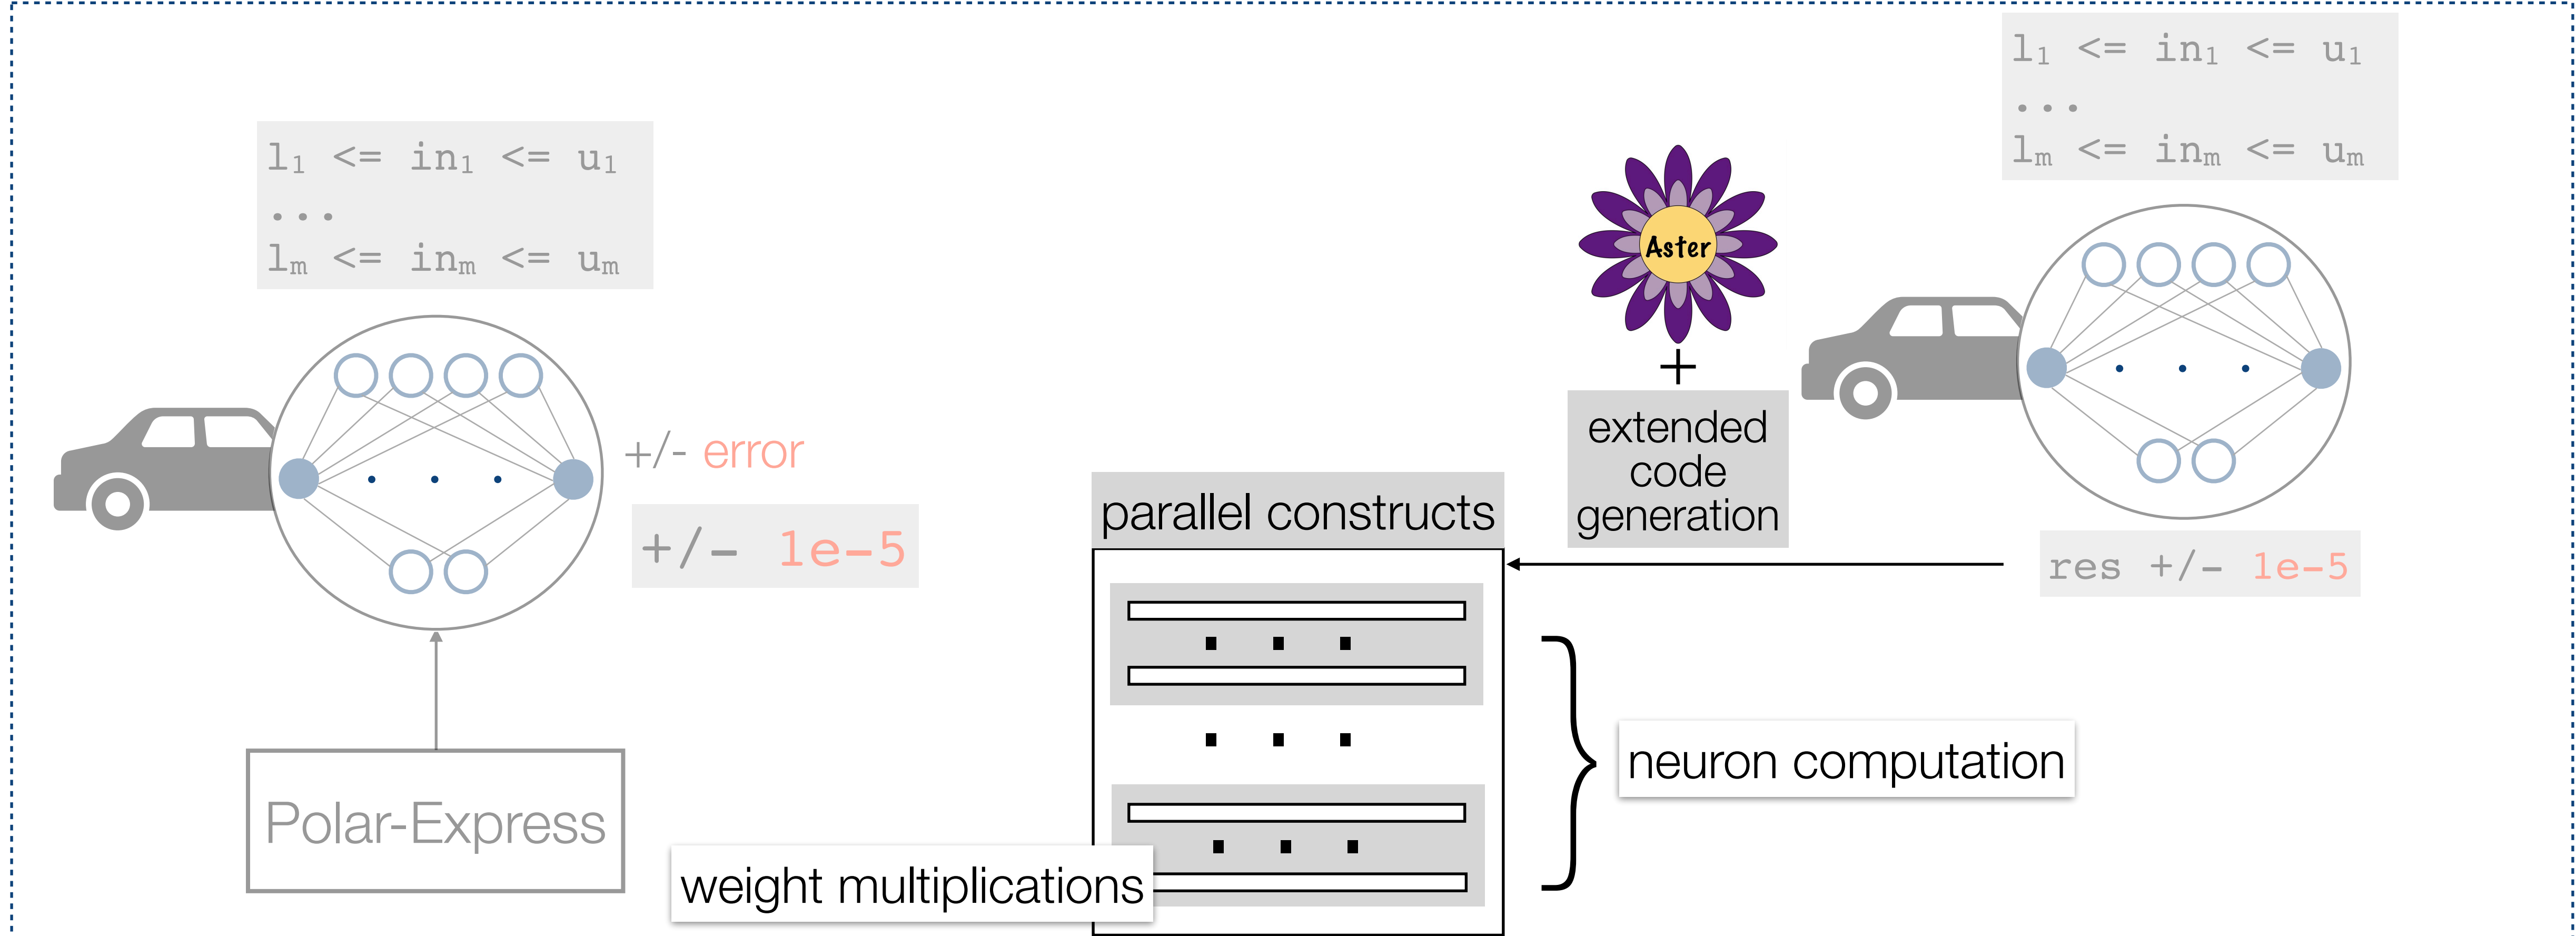 l₁ <= in₁ <= u₁
...
lₘ <= inₘ <= uₘ
+/- error
+/- 1e-5
Polar-Express
parallel constructs
weight multiplications
neuron computation
Aster
+
extended
code
generation
l₁ <= in₁ <= u₁
...
lₘ <= inₘ <= uₘ
res +/- 1e-5